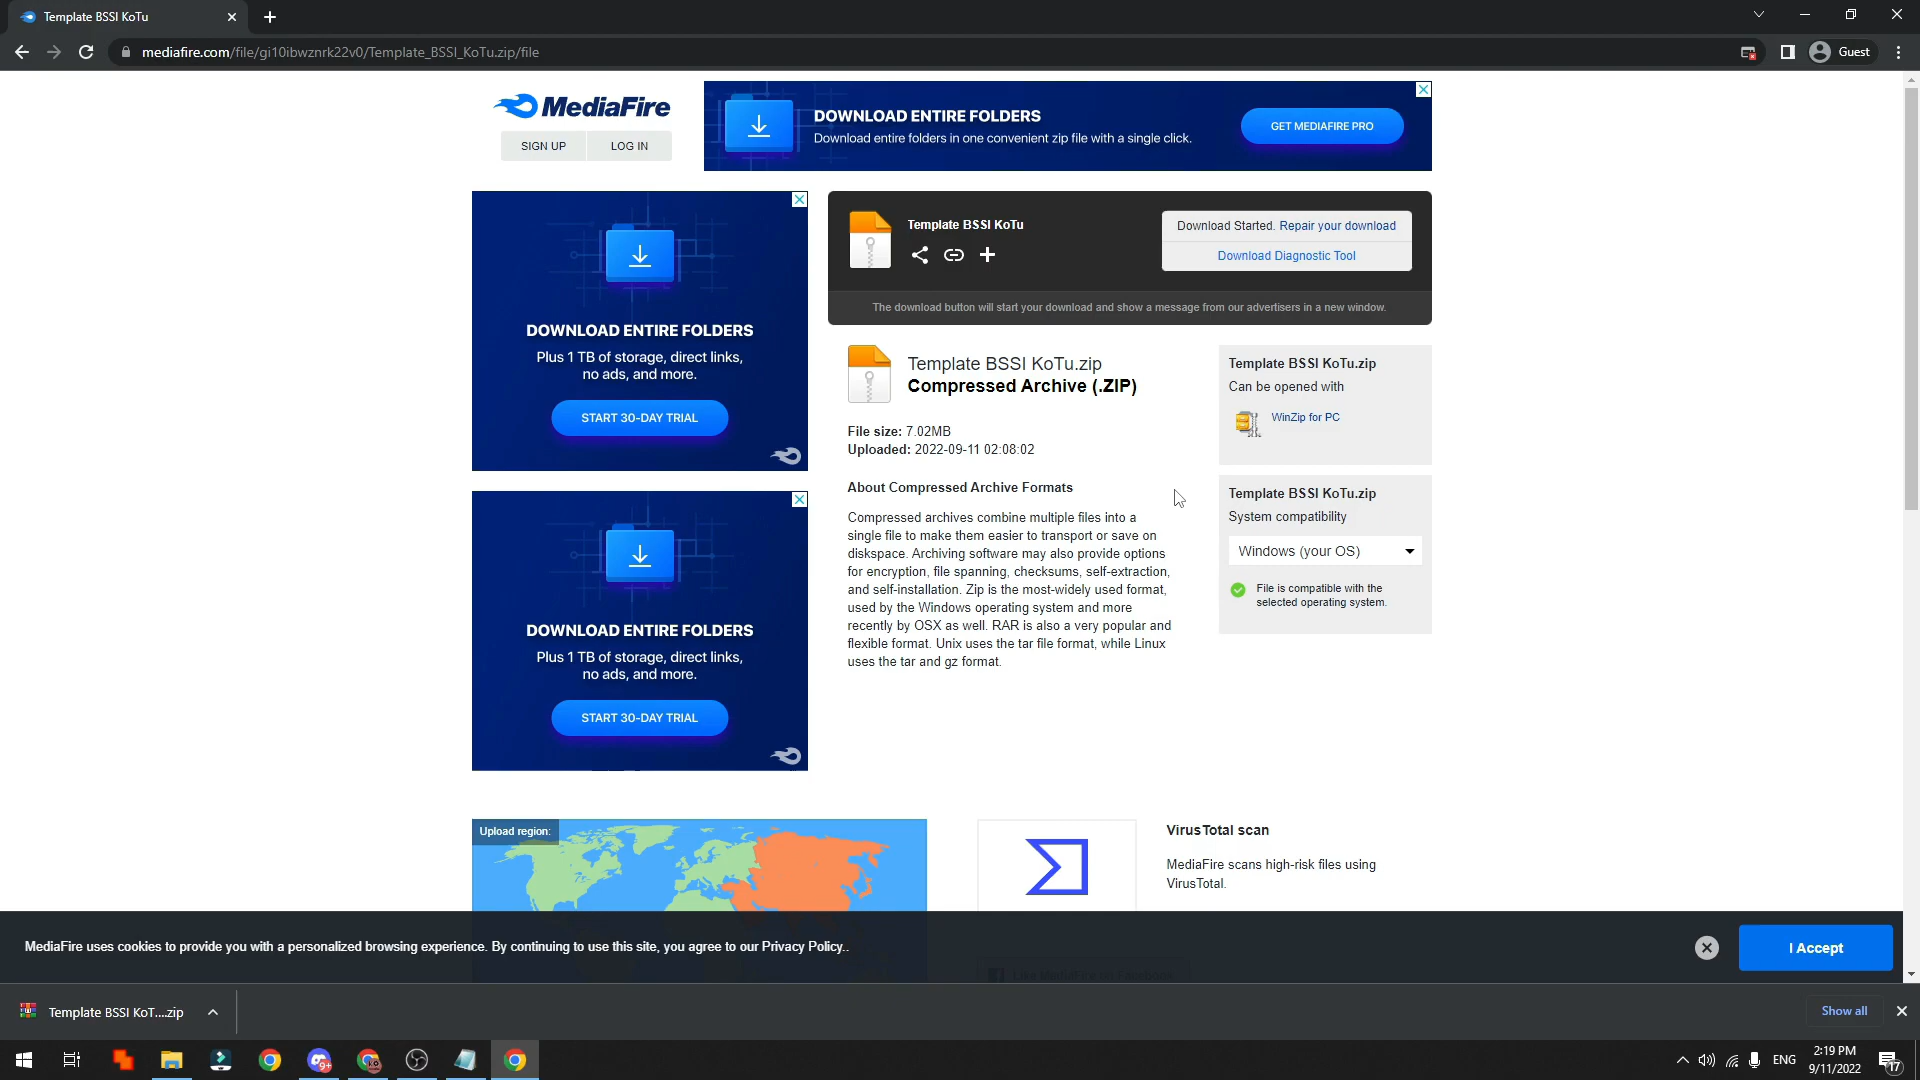 Template BSSI KoTu
mediafire.com/file/gi10ibwznrk22v0/Template_BSSI_KoTu.zip/file
Guest
MediaFire
SIGN UP
LOG IN
DOWNLOAD ENTIRE FOLDERS
Download entire folders in one convenient zip file with a single click.
GET MEDIAFIRE PRO
DOWNLOAD ENTIRE FOLDERS
Plus 1 TB of storage, direct links,
no ads, and more.
START 30-DAY TRIAL
DOWNLOAD ENTIRE FOLDERS
Plus 1 TB of storage, direct links,
no ads, and more.
START 30-DAY TRIAL
Template BSSI KoTu
Download Started. Repair your download
Download Diagnostic Tool
The download button will start your download and show a message from our advertisers in a new window.
Template BSSI KoTu.zip
Compressed Archive (.ZIP)
File size: 7.02MB
Uploaded: 2022-09-11 02:08:02
About Compressed Archive Formats
Compressed archives combine multiple files into a
single file to make them easier to transport or save on
diskspace. Archiving software may also provide options
for encryption, file spanning, checksums, self-extraction,
and self-installation. Zip is the most-widely used format,
used by the Windows operating system and more
recently by OSX as well. RAR is also a very popular and
flexible format. Unix uses the tar file format, while Linux
uses the tar and gz format.
Template BSSI KoTu.zip
Can be opened with
WinZip for PC
Template BSSI KoTu.zip
System compatibility
Windows (your OS)
File is compatible with the
selected operating system.
Upload region:
VirusTotal scan
MediaFire scans high-risk files using
VirusTotal.
Like MediaFire on Facebook
MediaFire uses cookies to provide you with a personalized browsing experience. By continuing to use this site, you agree to our Privacy Policy..
I Accept
Template BSSI KoT....zip
Show all
9+
ENG
2:19 PM
9/11/2022
17